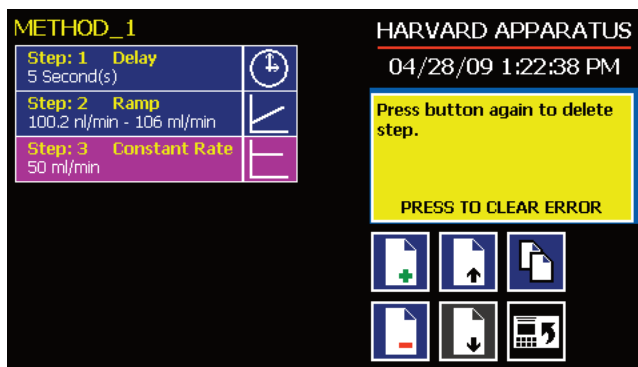 METHOD_1
Step: 1 Delay
5 Second(s)
Step: 2 Ramp
100.2 nl/min - 106 ml/min
Step: 3 Constant Rate
50 ml/min
HARVARD APPARATUS
04/28/09 1:22:38 PM
Press button again to delete
step.
PRESS TO CLEAR ERROR